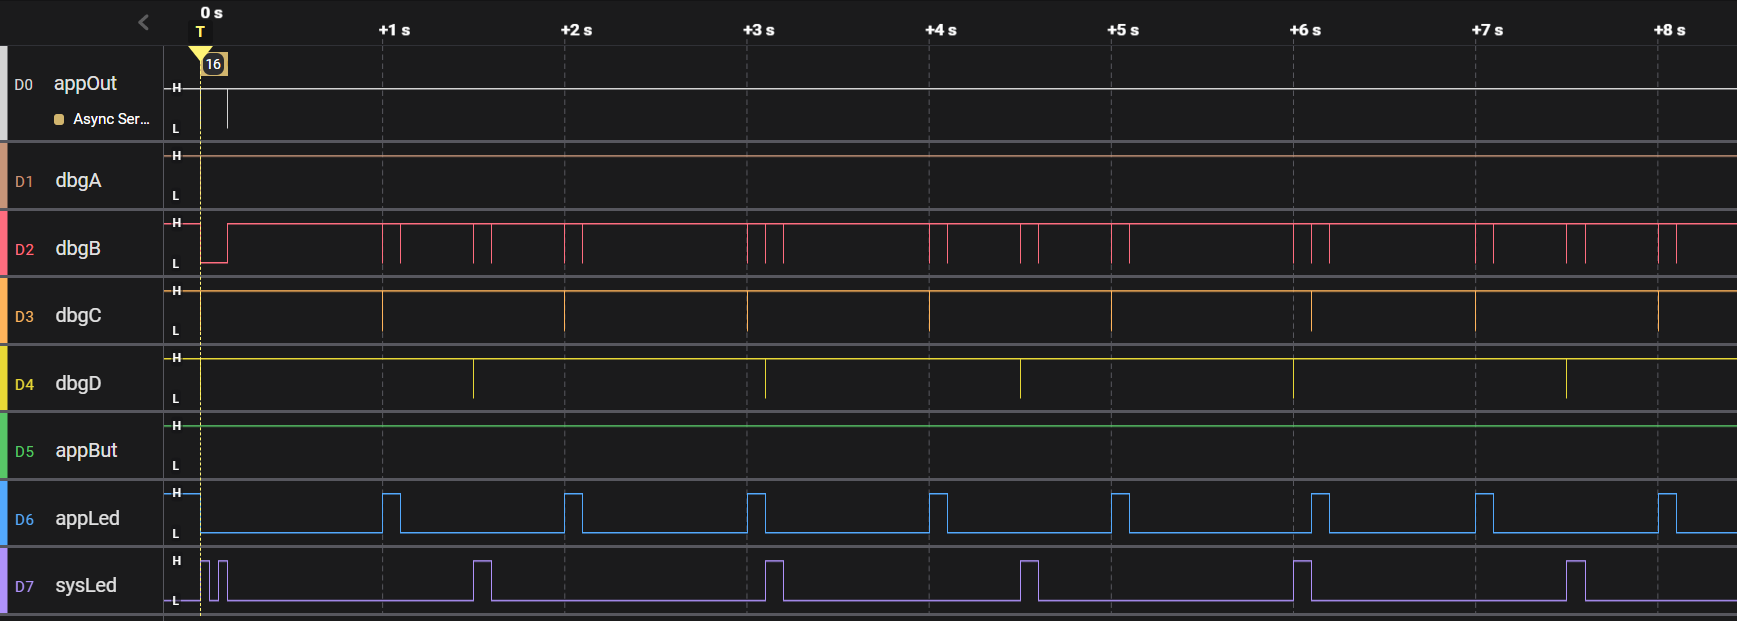 0 s
T
+1 s +2 s +3 s +4 s +5 s +6 s +7 s +8 s
16
D0 appOut H
Async Ser... L
D1 dbgA H L
D2 dbgB H L
D3 dbgC H L
D4 dbgD H L
D5 appBut H L
D6 appLed H L
D7 sysLed H L